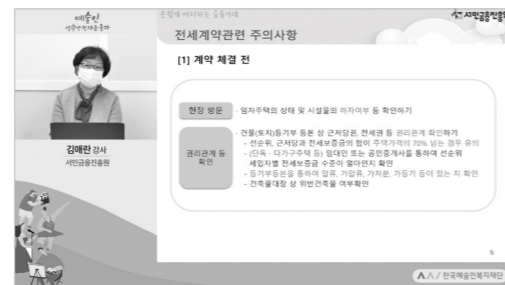 예술인
전세계약관련 주의사항
[1] 계약 체결 전
현장 방문
- 임차주택의 상태 및 시설물의 하자여부 등 확인하기
권리관계 등
확인
- 건물(토지)등기부 등본 상 근저당권, 전세권 등 권리관계 확인하기
- 선순위, 근저당과 전세보증금의 합이 주택가격의 70% 넘는 경우 유의
- (단독·다가구주택 등) 임대인 또는 공인중개사를 통하여 선순위
세입자별 전세보증금 수준이 얼마인지 확인
- 등기부등본을 통하여 압류, 가압류, 가처분, 가등기 등이 있는 지 확인
- 건축물대장 상 위반건축물 여부확인
김애란 강사
서민금융진흥원
5
한국예술인복지재단